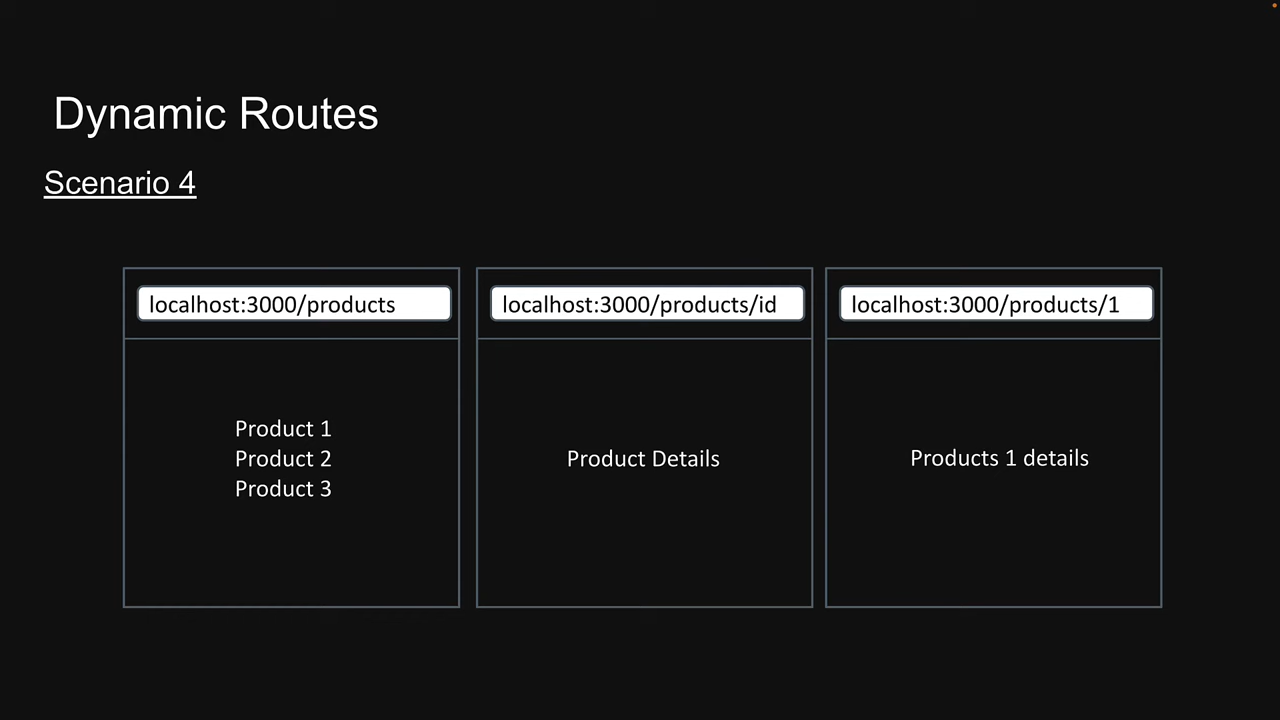 Dynamic Routes
Scenario 4
localhost:3000/products
Product 1
Product 2
Product 3
localhost:3000/products/id
Product Details
localhost:3000/products/1
Products 1 details